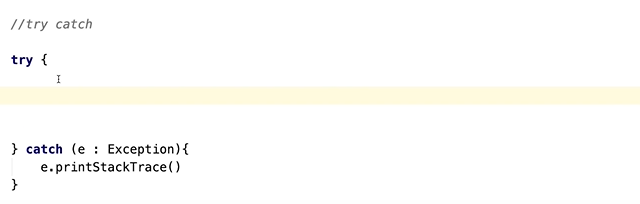 //try catch
try {
} catch (e : Exception){
e.printStackTrace()
}